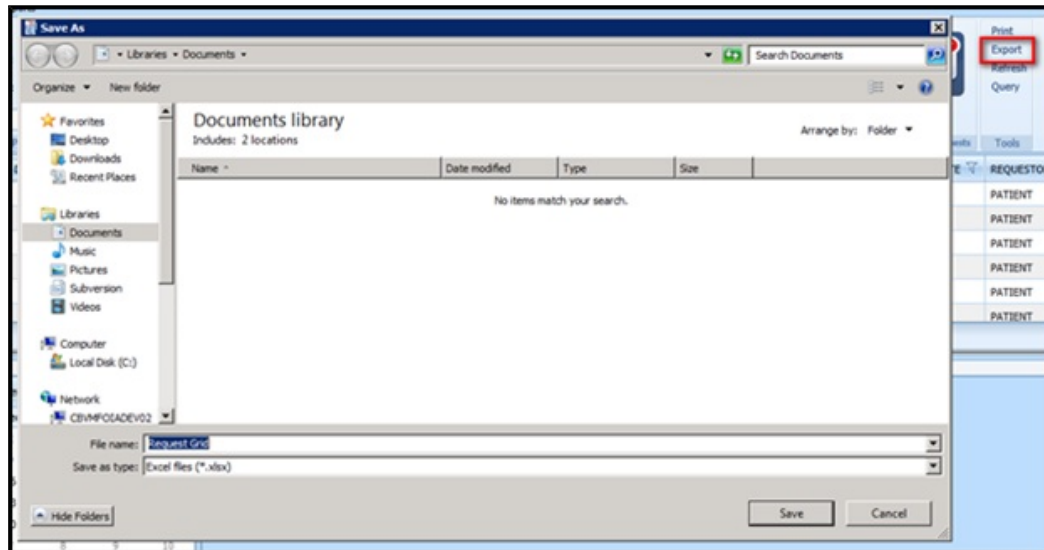 Save As
Libraries Documents
Search Documents
Organize New folder
Favorites
Desktop
Downloads
Recent Places
Libraries
Documents
Music
Pictures
Subversion
Videos
Computer
Local Disk (C:)
Network
CBVMFOIADEV02
Documents library
Includes: 2 locations
Arrange by: Folder
Name Date modified Type Size
No items match your search.
File name: Request Grid
Save as type: Excel files (*.xlsx)
Hide Folders
Save Cancel
Print
Export
Refresh
Query
Tools
REQUESTO
PATIENT
PATIENT
PATIENT
PATIENT
PATIENT
PATIENT
8 9 10